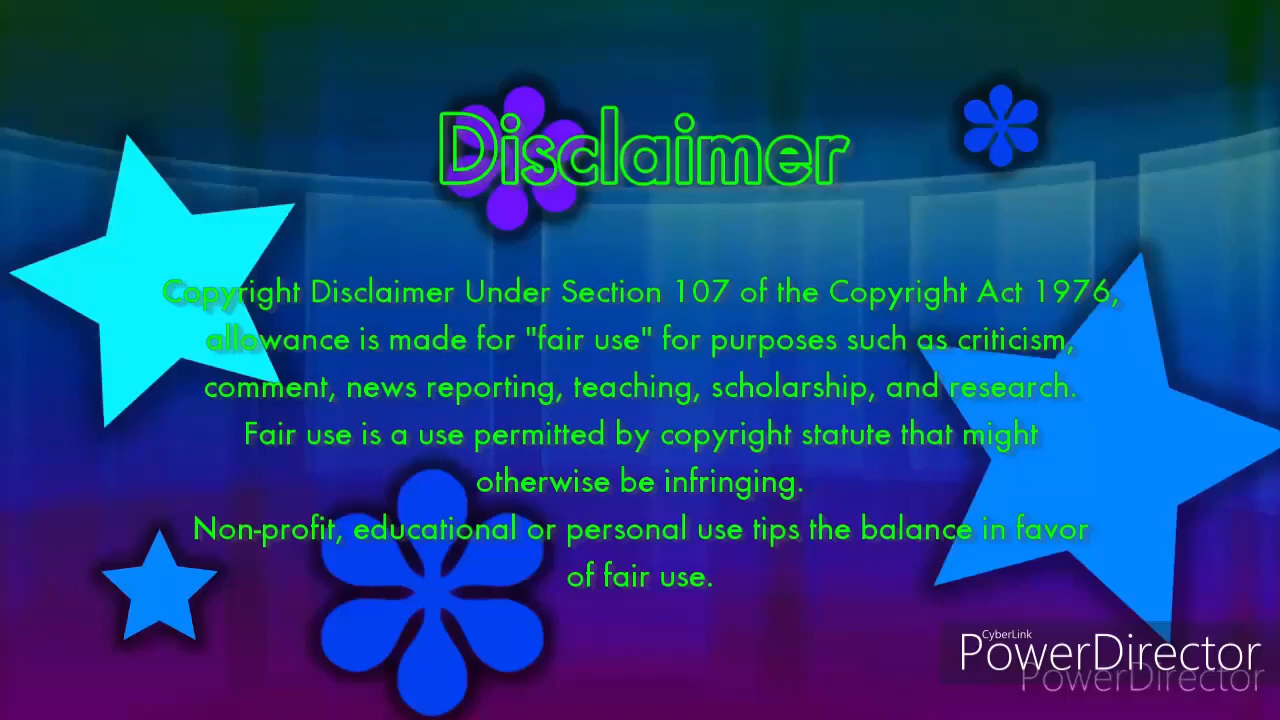 Disclaimer
Copyright Disclaimer Under Section 107 of the Copyright Act 1976,
allowance is made for "fair use" for purposes such as criticism,
comment, news reporting, teaching, scholarship, and research.
Fair use is a use permitted by copyright statute that might
otherwise be infringing.
Non-profit, educational or personal use tips the balance in favor
of fair use.
CyberLink
PowerDirector
PowerDirector